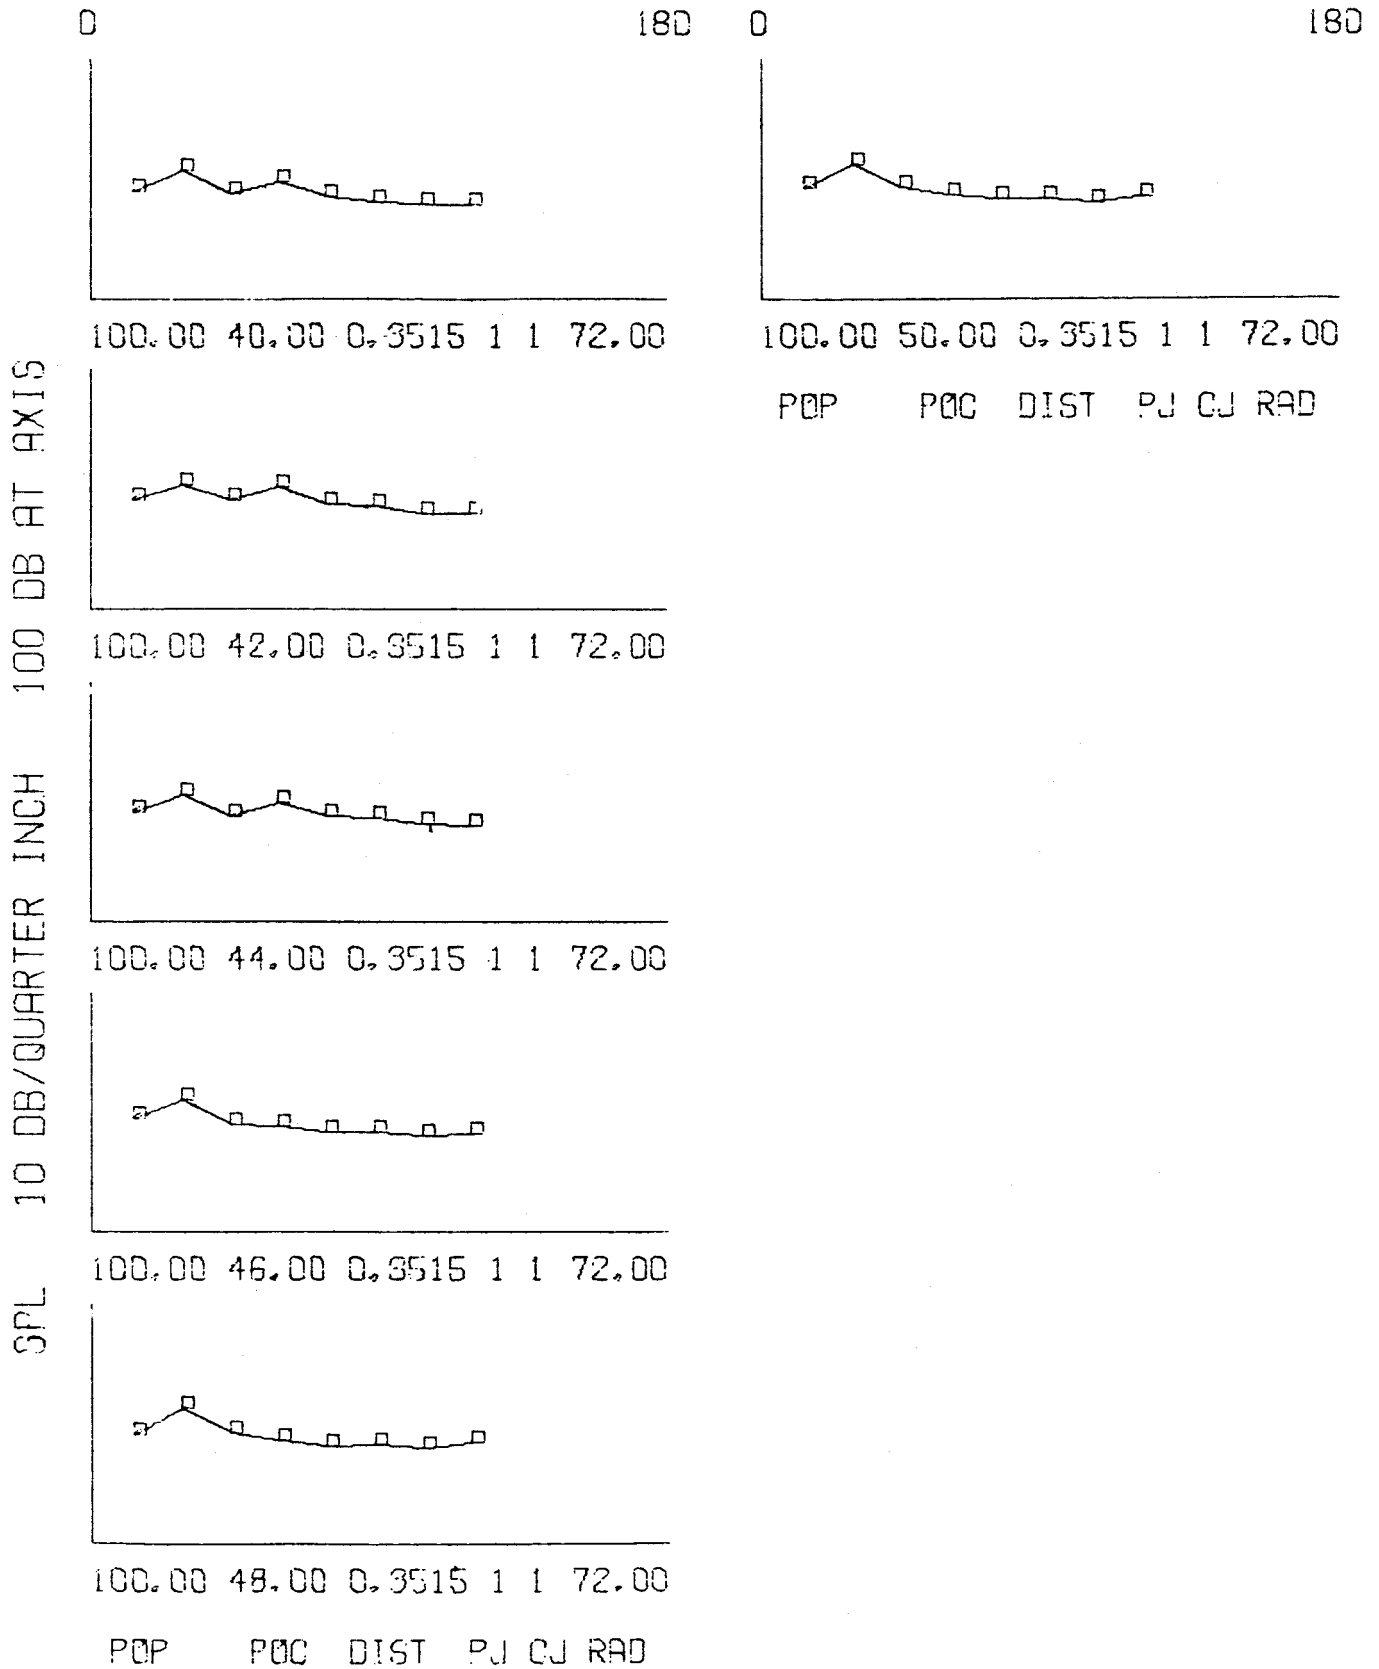 0 180
100.00 40.00 0.3515 1 1 72.00
100.00 42.00 0.3515 1 1 72.00
100.00 44.00 0.3515 1 1 72.00
100.00 46.00 0.3515 1 1 72.00
100.00 48.00 0.3515 1 1 72.00
POP POC DIST PJ CJ RAD
SPL 10 DB/QUARTER INCH 100 DB AT AXIS
0 180
100.00 50.00 0.3515 1 1 72.00
POP POC DIST PJ CJ RAD